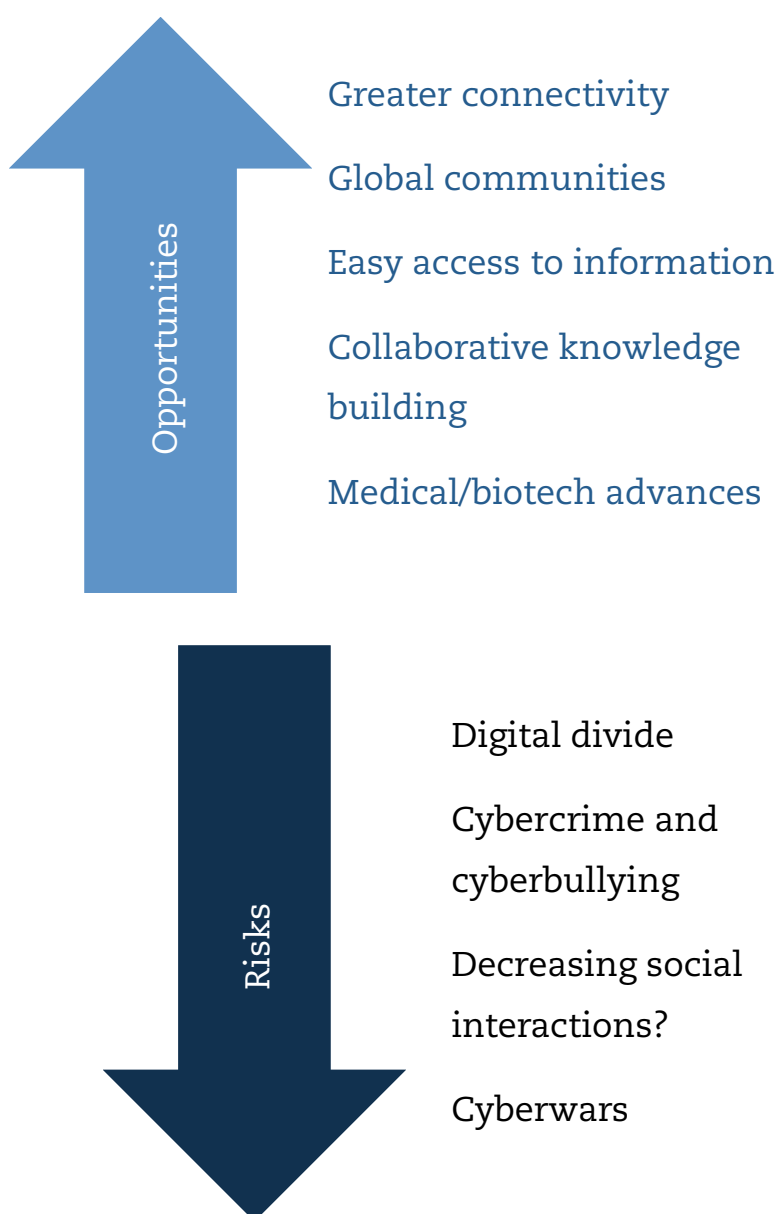 Opportunities
Greater connectivity
Global communities
Easy access to information
Collaborative knowledge
building
Medical/biotech advances
Risks
Digital divide
Cybercrime and
cyberbullying
Decreasing social
interactions?
Cyberwars